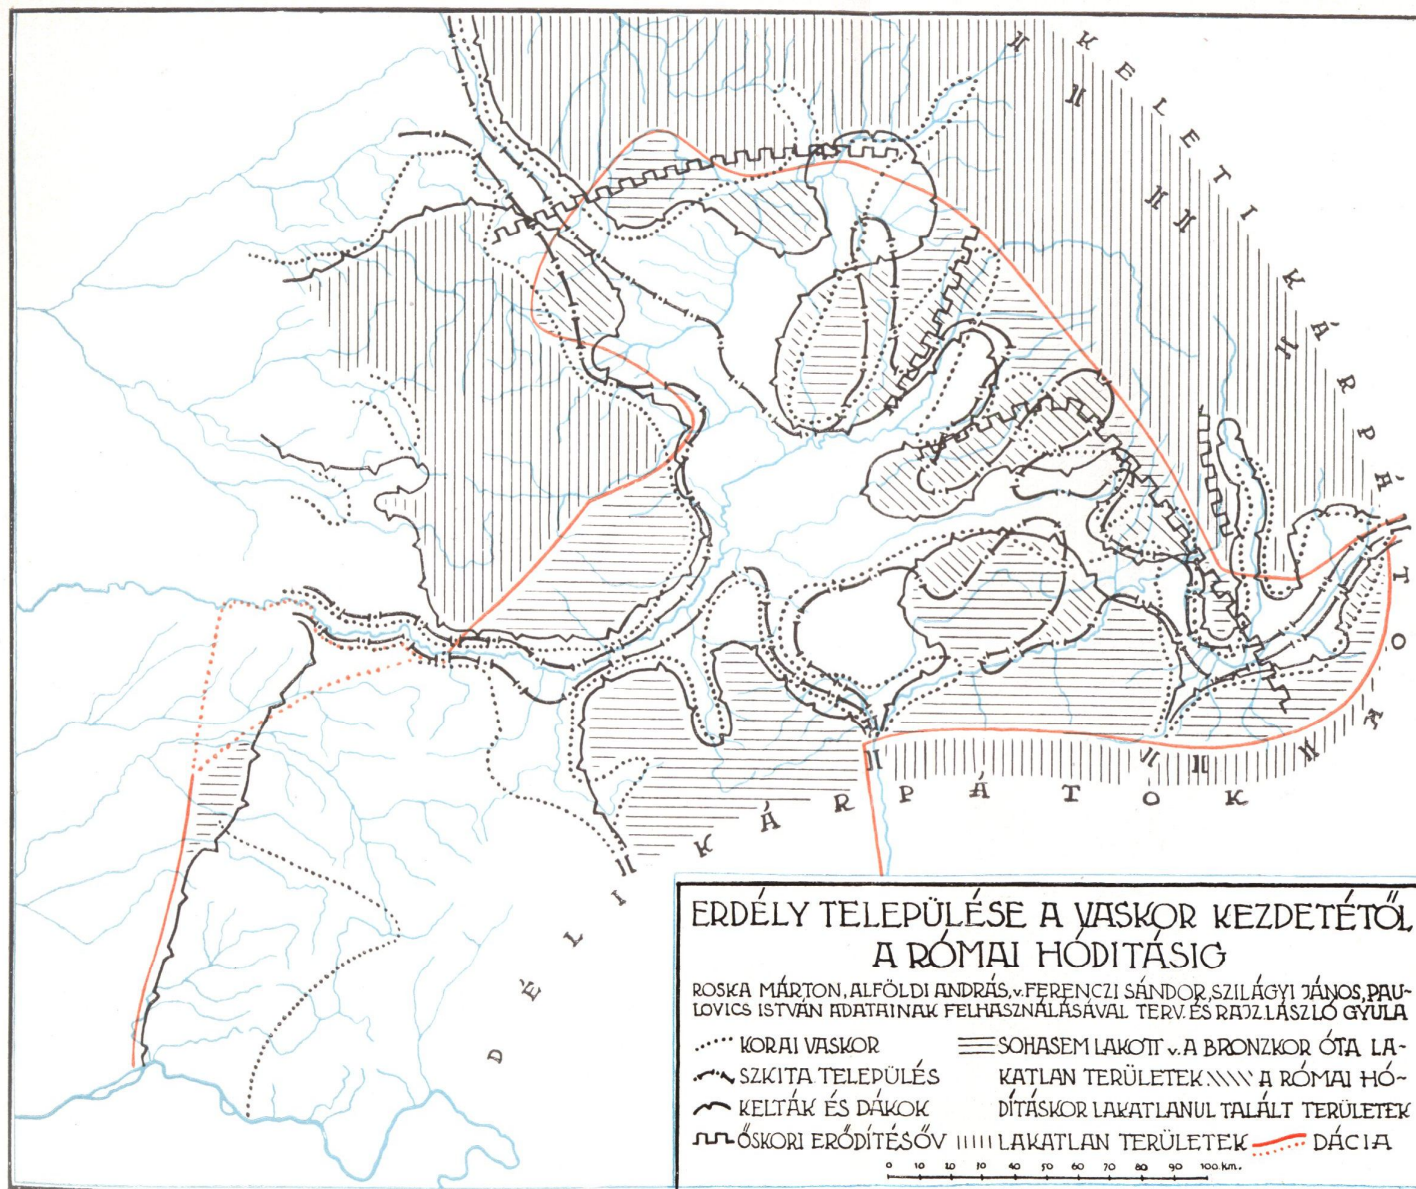 KELETI KÁRPÁTOK
DÉLI KÁRPÁTOK
ERDÉLY TELEPÜLÉSE A VASKOR KEZDETÉTŐL
A RÓMAI HÓDITÁSIG
ROSKA MÁRTON, ALFÖLDI ANDRÁS, v. FERENCZI SÁNDOR, SZILÁGYI JÁNOS, PAU-
LOVICS ISTVÁN ADATAINAK FELHASZNÁLÁSÁVAL TERV. ÉS RAJZ. LÁSZLÓ GYULA
KORAI VASKOR
SZKITA TELEPÜLÉS
KELTÁK ÉS DÁKOK
ŐSKORI ERŐDÍTÉSŐV
SOHASEM LAKOTT v. A BRONZKOR ÓTA LA-
KATLAN TERÜLETEK A RÓMAI HÓ-
DÍTÁSKOR LAKATLANUL TALÁLT TERÜLETEK
LAKATLAN TERÜLETEK DÁCIA
0 10 20 30 40 50 60 70 80 90 100 km.